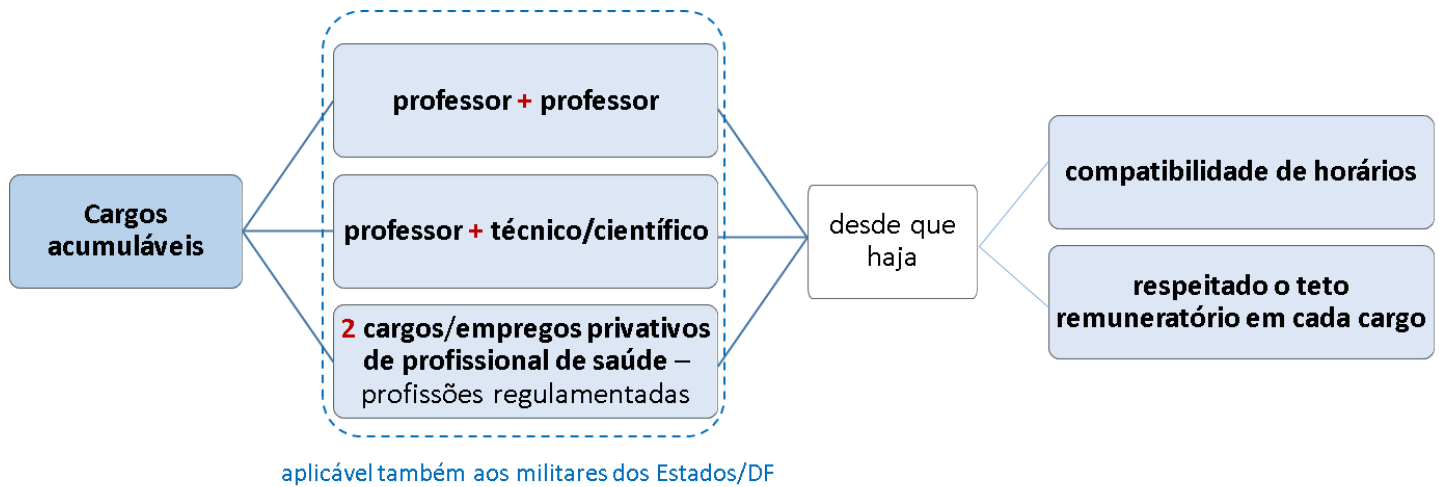 Cargos
acumuláveis
professor + professor
professor + técnico/científico
2 cargos/empregos privativos
de profissional de saúde –
profissões regulamentadas
aplicável também aos militares dos Estados/DF
desde que
haja
compatibilidade de horários
respeitado o teto
remuneratório em cada cargo